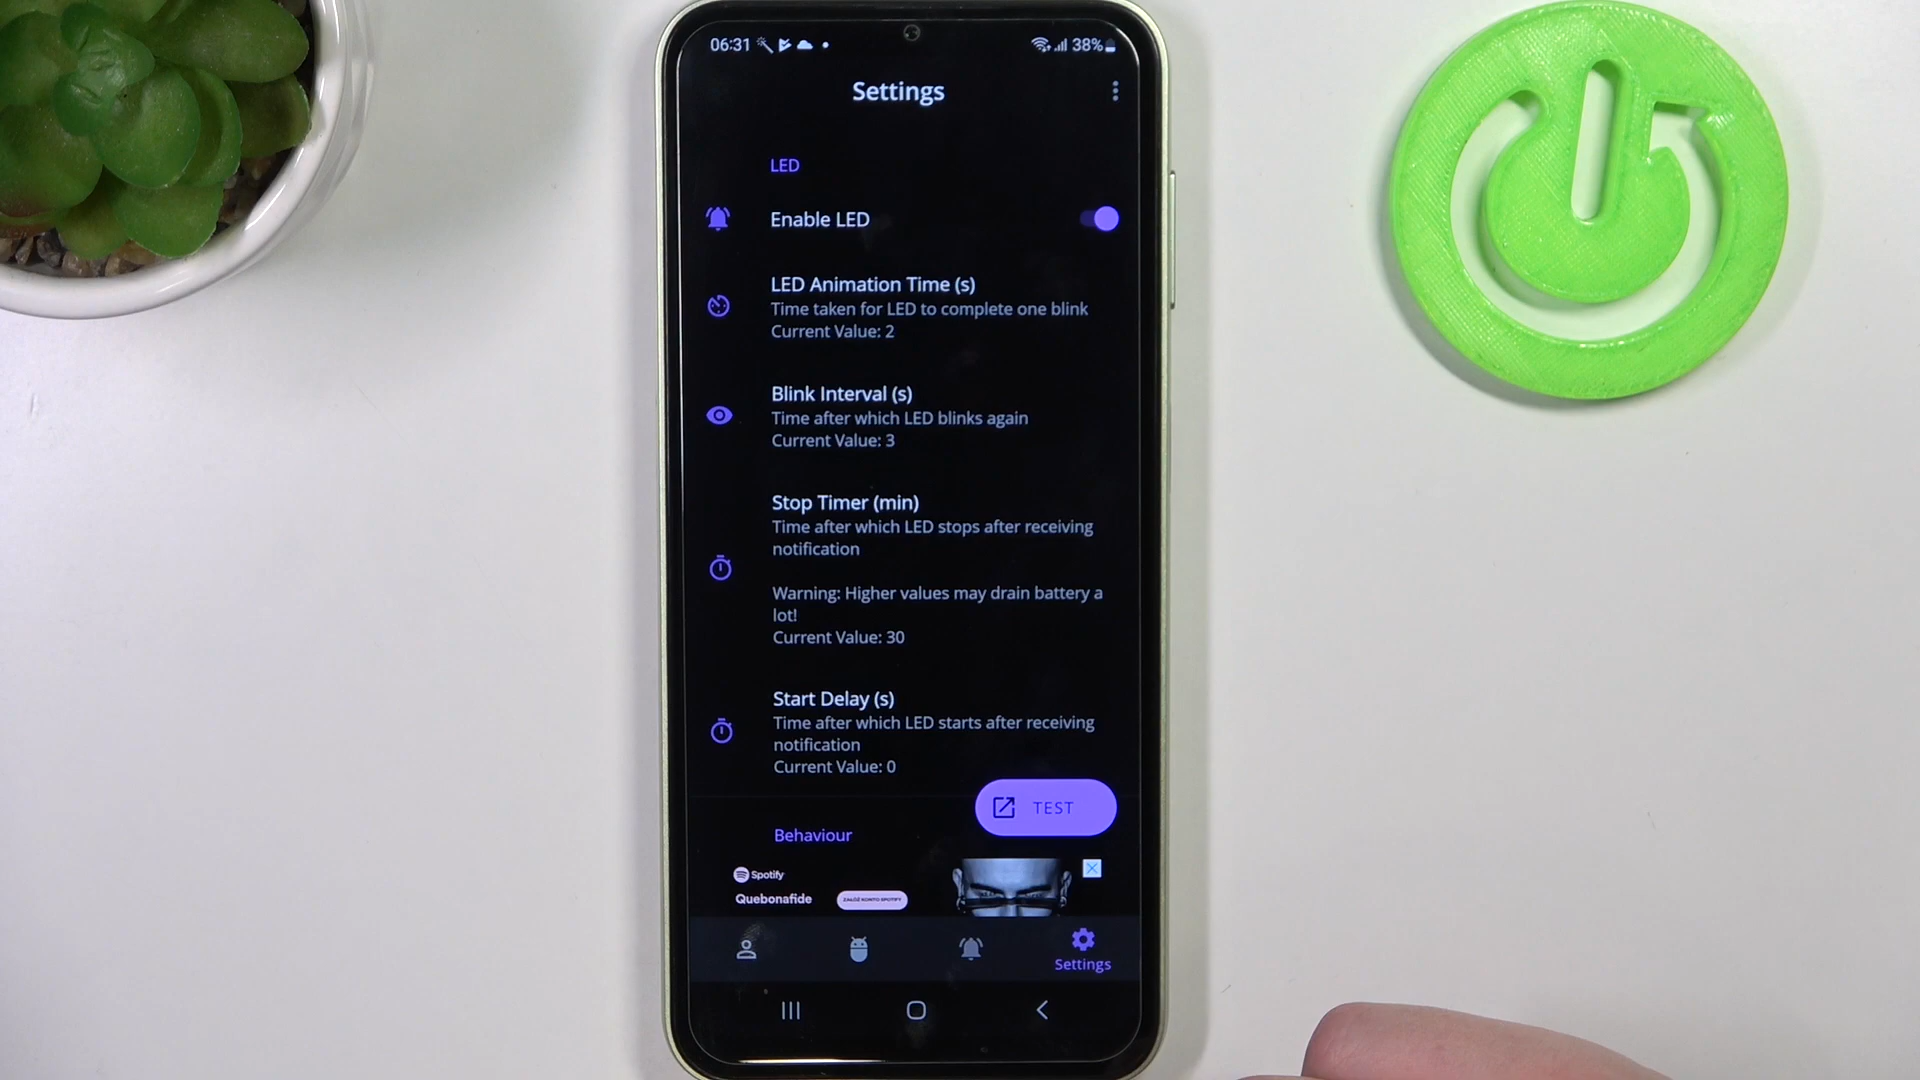 06:31
38%
Settings
LED
Enable LED
LED Animation Time (s)
Time taken for LED to complete one blink
Current Value: 2
Blink Interval (s)
Time after which LED blinks again
Current Value: 3
Stop Timer (min)
Time after which LED stops after receiving
notification
Warning: Higher values may drain battery a
lot!
Current Value: 30
Start Delay (s)
Time after which LED starts after receiving
notification
Current Value: 0
TEST
Behaviour
Spotify
Quebonafide
ZAŁÓŻ KONTO SPOTIFY
Settings